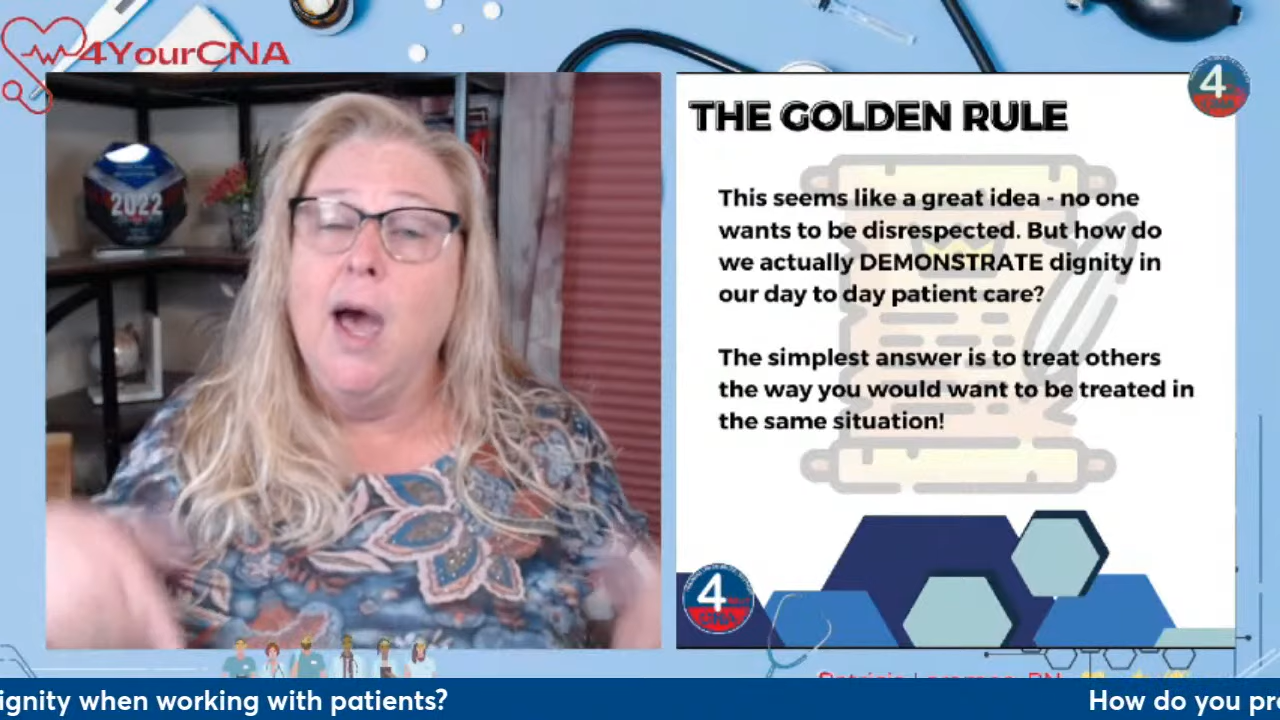 4YourCNA
2022
4
THE GOLDEN RULE
This seems like a great idea - no one
wants to be disrespected. But how do
we actually DEMONSTRATE dignity in
our day to day patient care?
The simplest answer is to treat others
the way you would want to be treated in
the same situation!
4
ignity when working with patients?
How do you pr